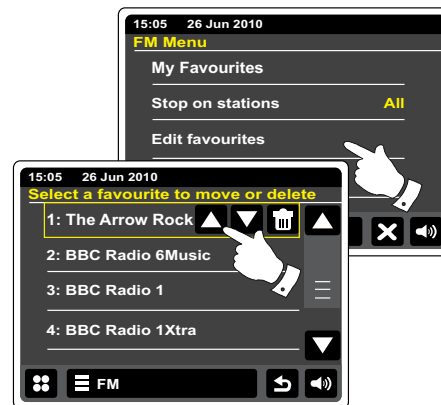 15:05 26 Jun 2010
FM Menu
My Favourites
Stop on stations All
Edit favourites
15:05 26 Jun 2010
Select a favourite to move or delete
1: The Arrow Rock
2: BBC Radio 6Music
3: BBC Radio 1
4: BBC Radio 1Xtra
FM